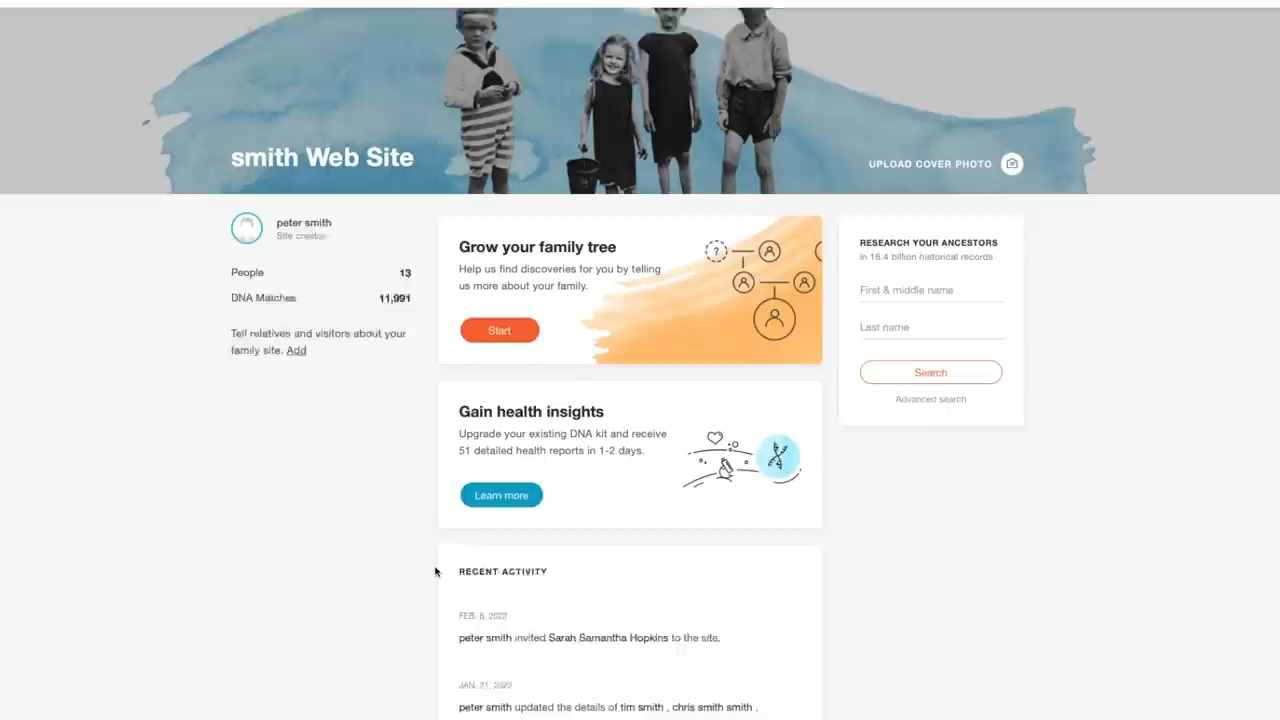 smith Web Site
UPLOAD COVER PHOTO
peter smith
Site creator
People 13
DNA Matches 11,991
Tell relatives and visitors about your
family site. Add
Grow your family tree
Help us find discoveries for you by telling
us more about your family.
Start
?
Gain health insights
Upgrade your existing DNA kit and receive
51 detailed health reports in 1-2 days.
Learn more
RECENT ACTIVITY
FEB. 8, 2022
peter smith invited Sarah Samantha Hopkins to the site.
JAN. 21, 2022
peter smith updated the details of tim smith , chris smith smith .
RESEARCH YOUR ANCESTORS
in 16.4 billion historical records
First & middle name
Last name
Search
Advanced search